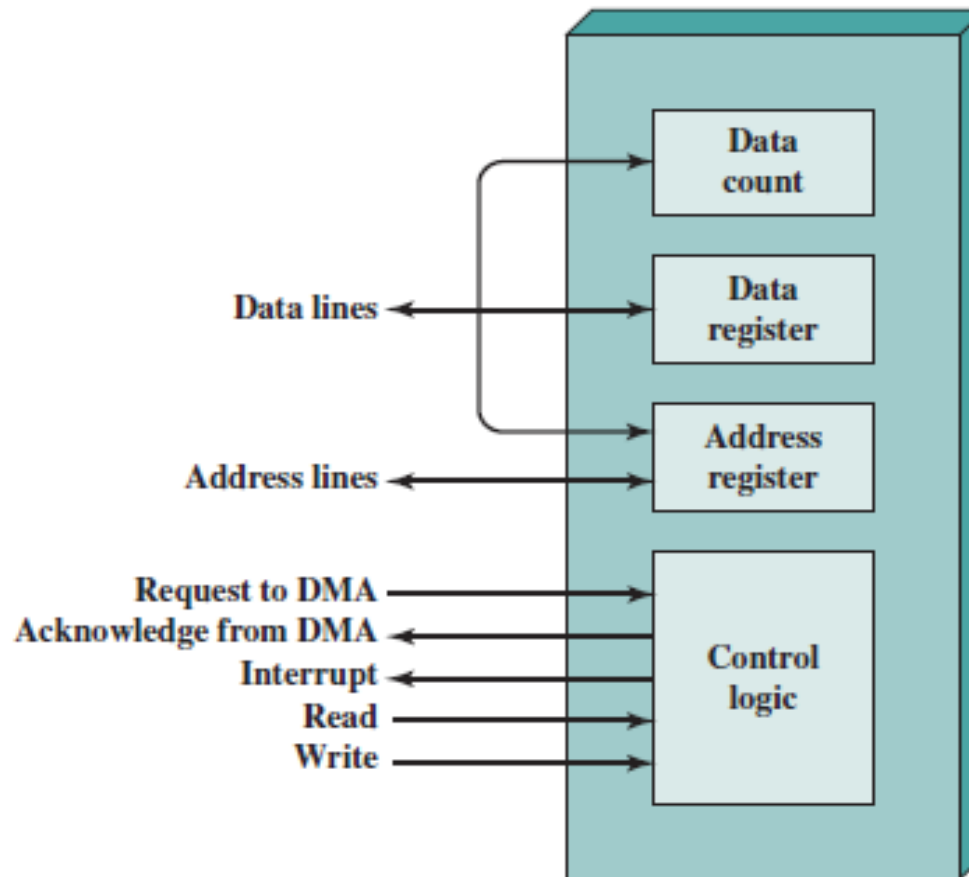 Data
count
Data lines
Data
register
Address lines
Address
register
Request to DMA
Acknowledge from DMA
Interrupt
Read
Write
Control
logic